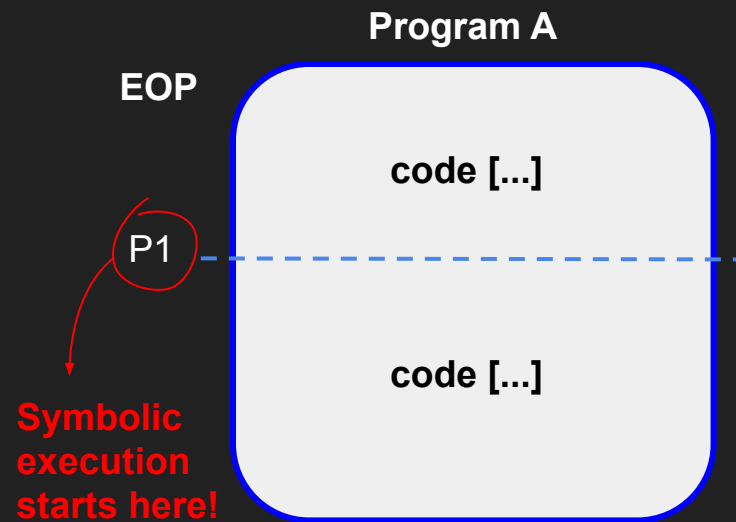 Program A
EOP
code [...]
P1
code [...]
Symbolic
execution
starts here!